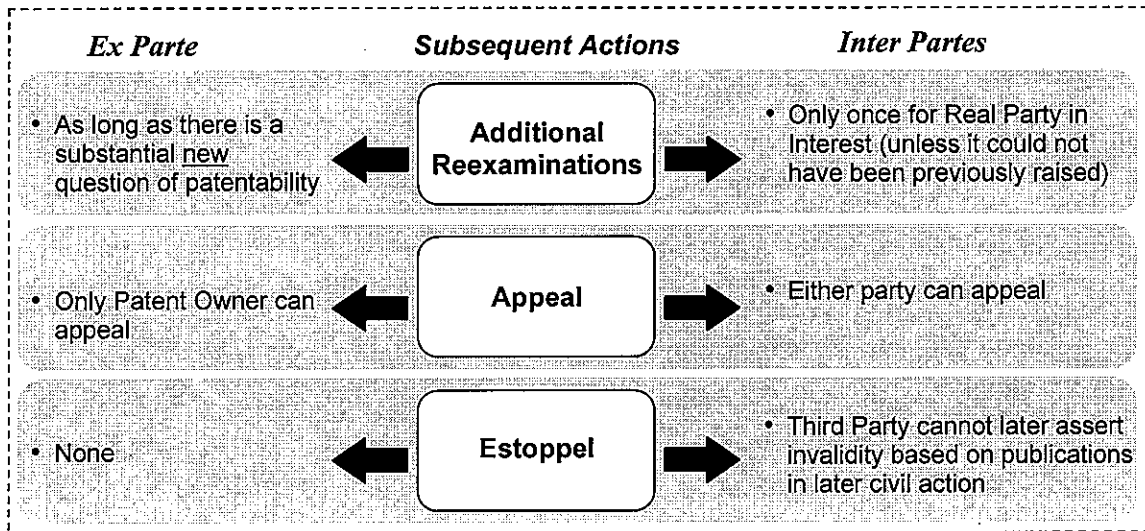 Ex Parte
Subsequent Actions
Inter Partes
• As long as there is a
substantial new
question of patentability
Additional
Reexaminations
• Only once for Real Party in
Interest (unless it could not
have been previously raised)
• Only Patent Owner can
appeal
Appeal
• Either party can appeal
• None
Estoppel
• Third Party cannot later assert
invalidity based on publications
in later civil action